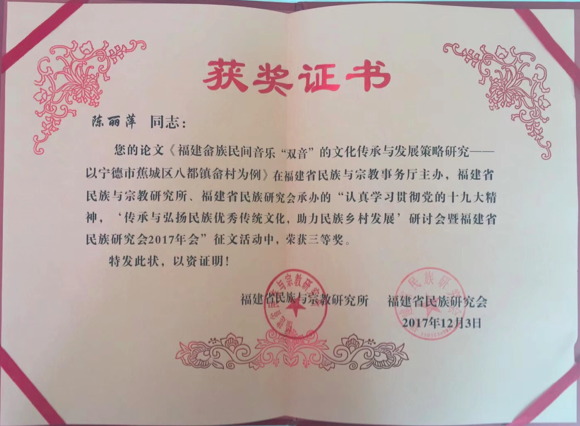 获奖证书
陈丽萍 同志：
您的论文《福建畲族民间音乐“双音”的文化传承与发展策略研究——
以宁德市蕉城区八都镇畲村为例》在福建省民族与宗教事务厅主办，福建省
民族与宗教研究所、福建省民族研究会承办的“认真学习贯彻党的十九大精
神，‘传承与弘扬民族优秀传统文化，助力民族乡村发展’研讨会暨福建省
民族研究会2017年会”征文活动中，荣获三等奖。
特发此状，以资证明！
福建省民族与宗教研究所 福建省民族研究会
2017年12月3日